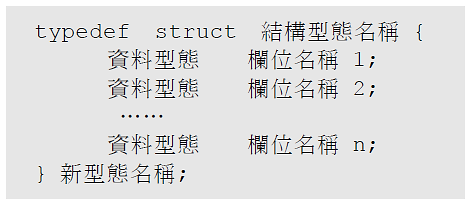 typedef struct 結構型態名稱 {
資料型態 欄位名稱 1;
資料型態 欄位名稱 2;
……
資料型態 欄位名稱 n;
} 新型態名稱;